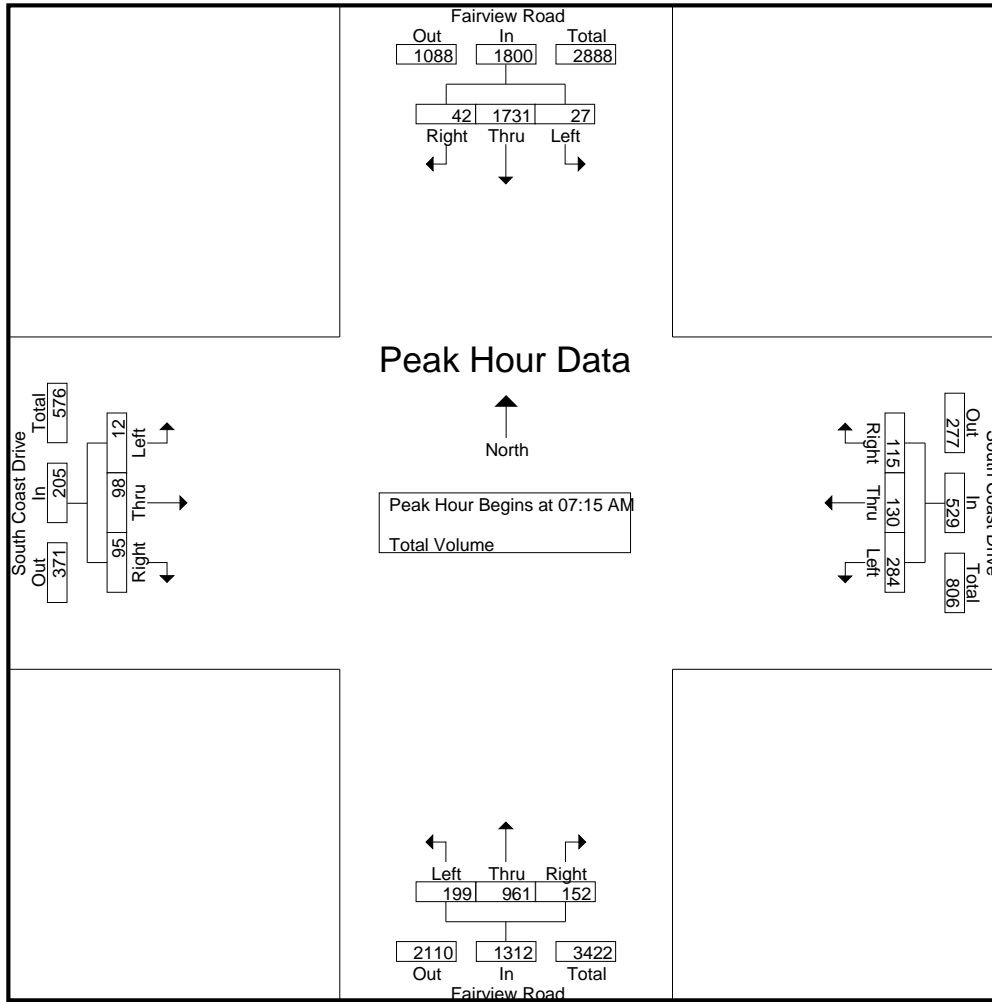 Fairview Road
Out In Total
1088 1800 2888
42 1731 27
Right Thru Left
Peak Hour Data
North
Peak Hour Begins at 07:15 AM
Total Volume
South Coast Drive
Out In Total
371 205 576
12 98 95
Left Thru Right
Right Thru Left
115 130 284
Out In Total
277 529 806
South Coast Drive
Left Thru Right
199 961 152
2110 1312 3422
Out In Total
Fairview Road